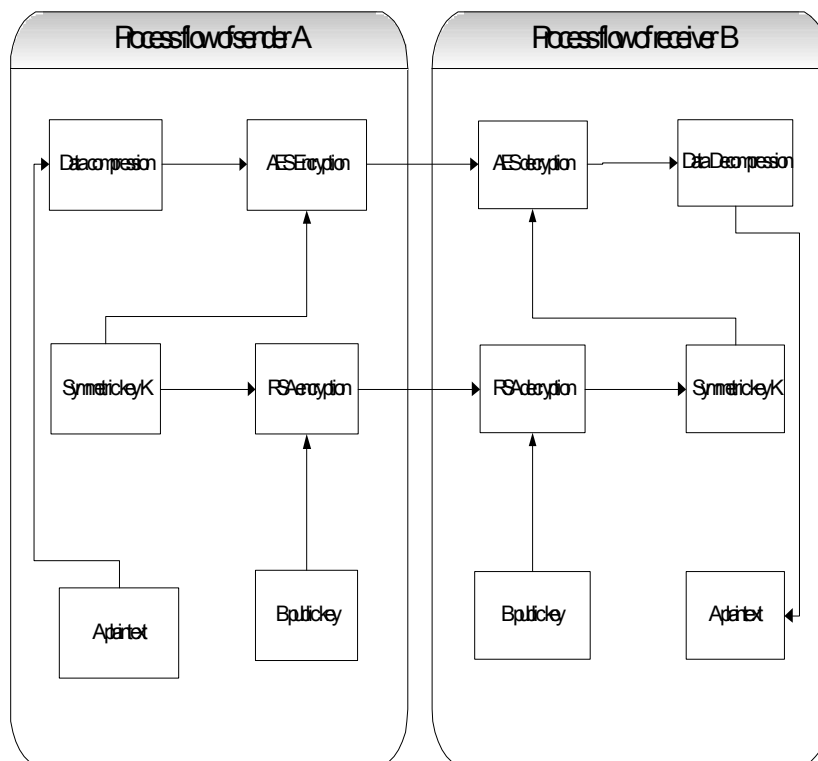 Process flow of sender A
Process flow of receiver B
Data compression
AES Encryption
AES decryption
Data Decompression
Symmetric key K
RSA encryption
RSA decryption
Symmetric key K
A plaintext
B public key
B public key
A plaintext